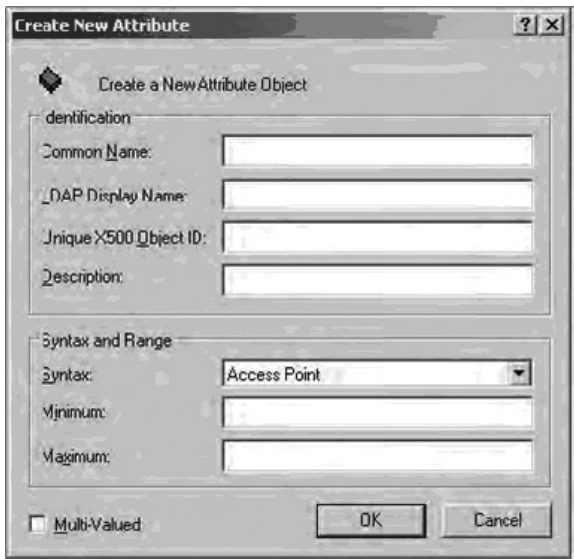 Create New Attribute
Create a New Attribute Object
Identification
Common Name:
LDAP Display Name:
Unique X500 Object ID:
Description:
Syntax and Range
Syntax:
Access Point
Minimum:
Maximum:
Multi-Valued
OK
Cancel